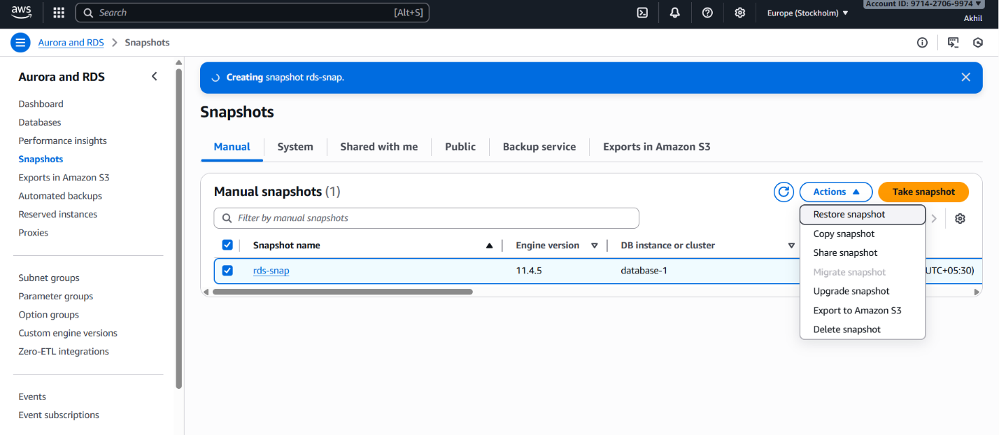 aws
Search [Alt+S]
Europe (Stockholm) ▼
Account ID: 9714-2706-9974 ▼
Akhil
Aurora and RDS > Snapshots
Aurora and RDS
Dashboard
Databases
Performance insights
Snapshots
Exports in Amazon S3
Automated backups
Reserved instances
Proxies
Subnet groups
Parameter groups
Option groups
Custom engine versions
Zero-ETL integrations
Events
Event subscriptions
Creating snapshot rds-snap.
Snapshots
Manual System Shared with me Public Backup service Exports in Amazon S3
Manual snapshots (1)
Actions Take snapshot
Filter by manual snapshots
Snapshot name Engine version DB instance or cluster
rds-snap 11.4.5 database-1 UTC+05:30)
Restore snapshot
Copy snapshot
Share snapshot
Migrate snapshot
Upgrade snapshot
Export to Amazon S3
Delete snapshot